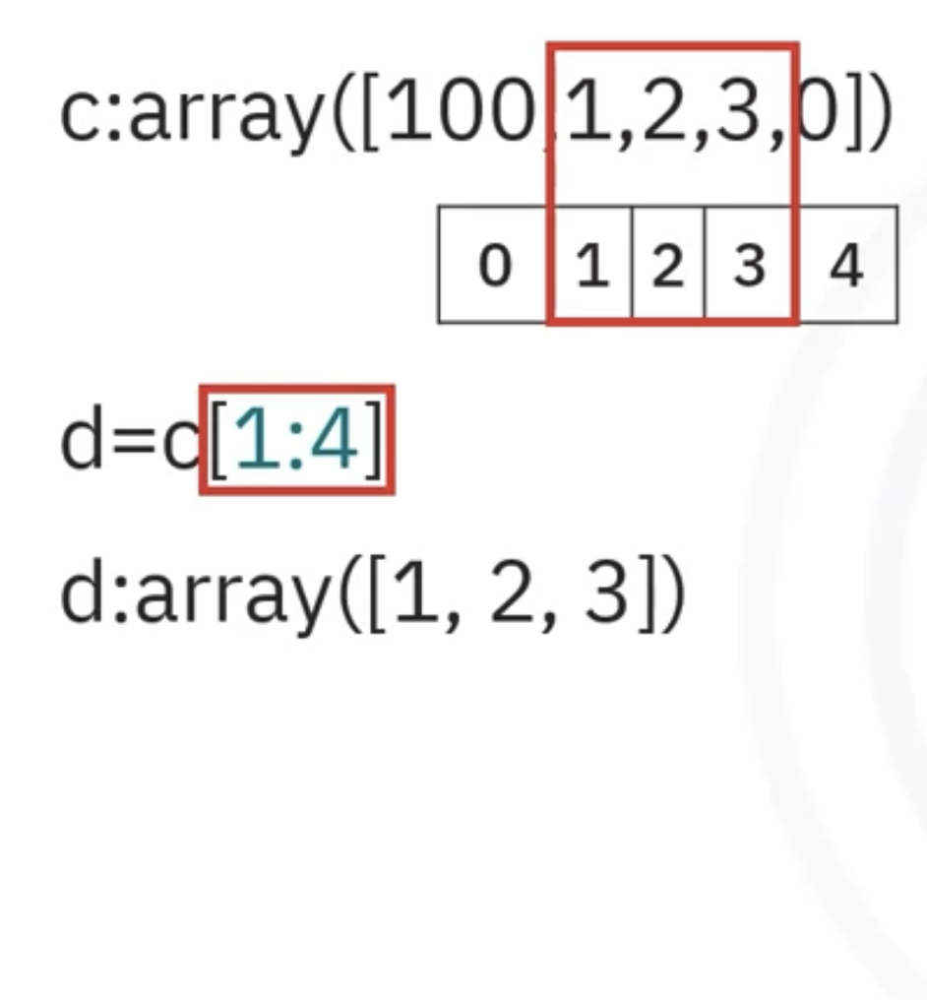 c:array([100,1,2,3,0])
0 1 2 3 4
d=c[1:4]
d:array([1, 2, 3])